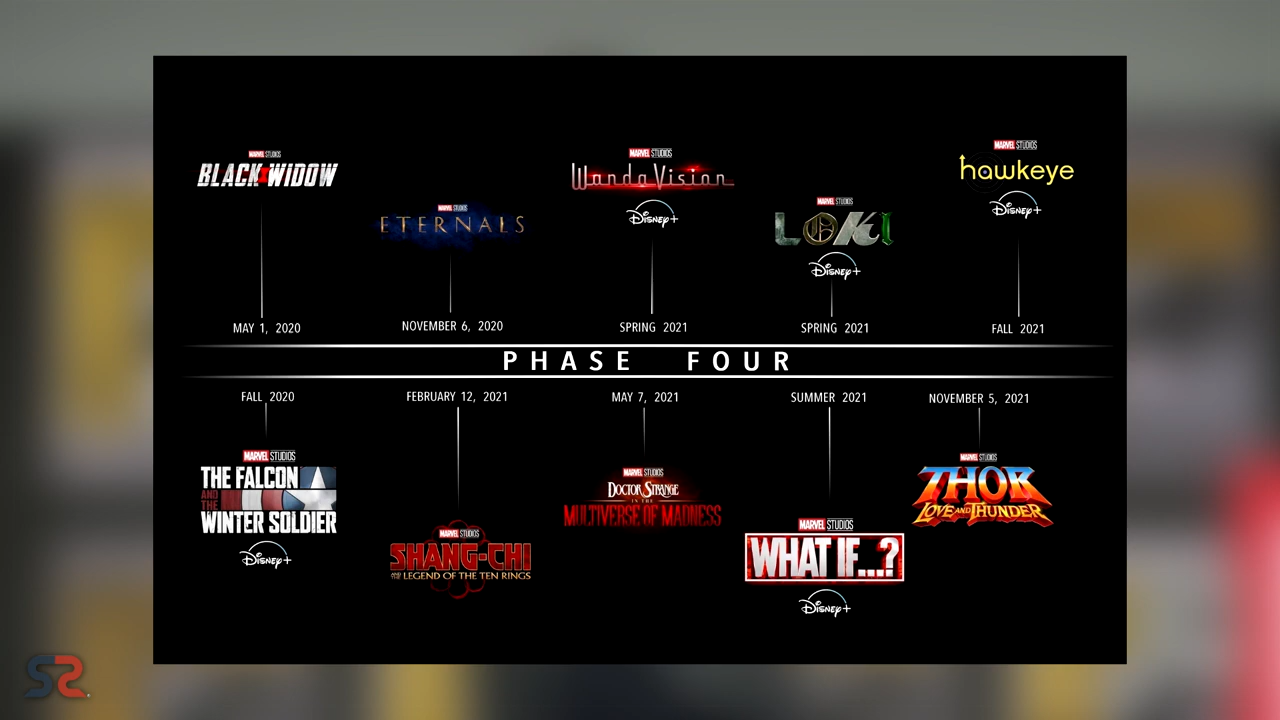 MARVEL STUDIOS
BLACK WIDOW
MAY 1, 2020
MARVEL STUDIOS
ETERNALS
NOVEMBER 6, 2020
MARVEL STUDIOS
WandaVision
Disney+
SPRING 2021
MARVEL STUDIOS
LOKI
Disney+
SPRING 2021
MARVEL STUDIOS
hawkeye
Disney+
FALL 2021
PHASE FOUR
FALL 2020
MARVEL STUDIOS
THE FALCON
AND THE
WINTER SOLDIER
Disney+
FEBRUARY 12, 2021
MARVEL STUDIOS
SHANG-CHI
AND THE LEGEND OF THE TEN RINGS
MAY 7, 2021
MARVEL STUDIOS
DOCTOR STRANGE
IN THE
MULTIVERSE OF MADNESS
SUMMER 2021
MARVEL STUDIOS
WHAT IF...?
Disney+
NOVEMBER 5, 2021
MARVEL STUDIOS
THOR
LOVE AND THUNDER
SR